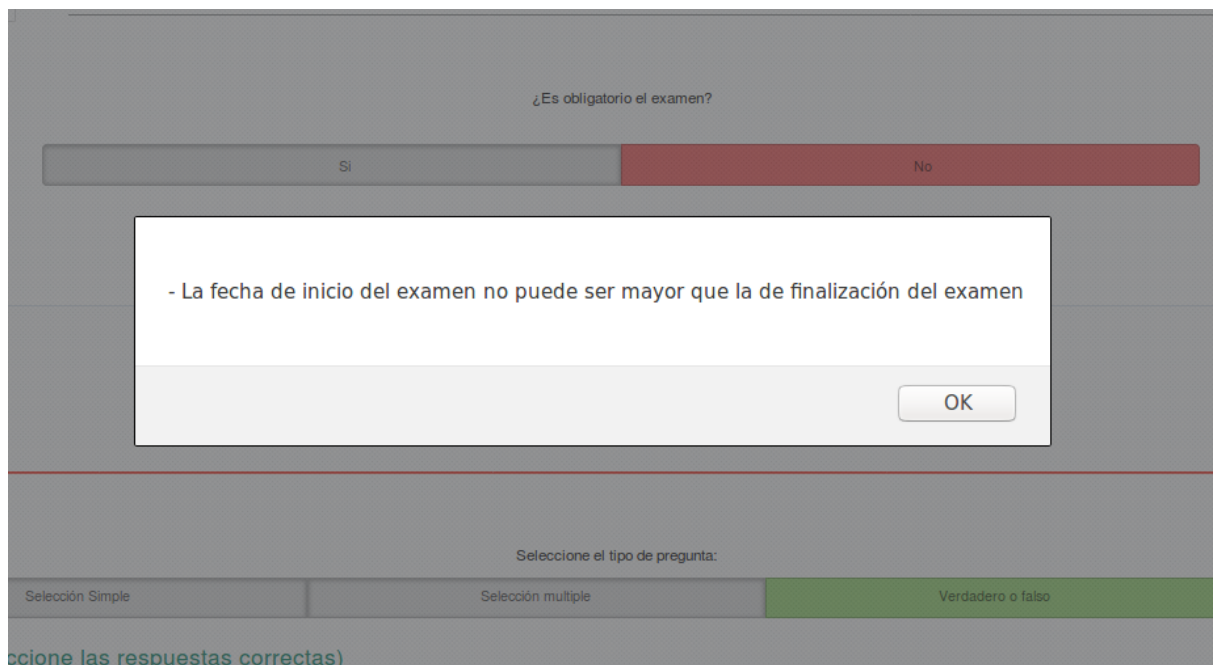 ¿Es obligatorio el examen?
Si No
- La fecha de inicio del examen no puede ser mayor que la de finalización del examen
OK
Seleccione el tipo de pregunta:
Selección Simple Selección multiple Verdadero o falso
las respuestas correctas)